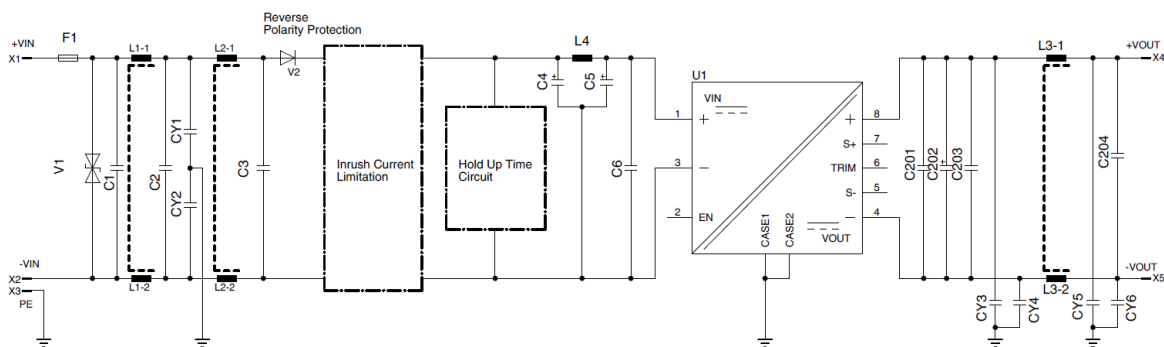 Reverse
Polarity Protection
+VIN
F1
L1-1
L2-1
V2
X1
L4
C4
C5
U1
L3-1
+VOUT
X4
1
VIN
+
+
8
S+
7
TRIM
6
S-
5
3
−
−
4
2
EN
CASE1
CASE2
VOUT
V1
C1
C2
CY1
CY2
C3
Inrush Current
Limitation
Hold Up Time
Circuit
C6
C201
C202
C203
C204
-VIN
X2
X3
PE
L1-2
L2-2
L3-2
-VOUT
X5
CY3
CY4
CY5
CY6
+
+
+